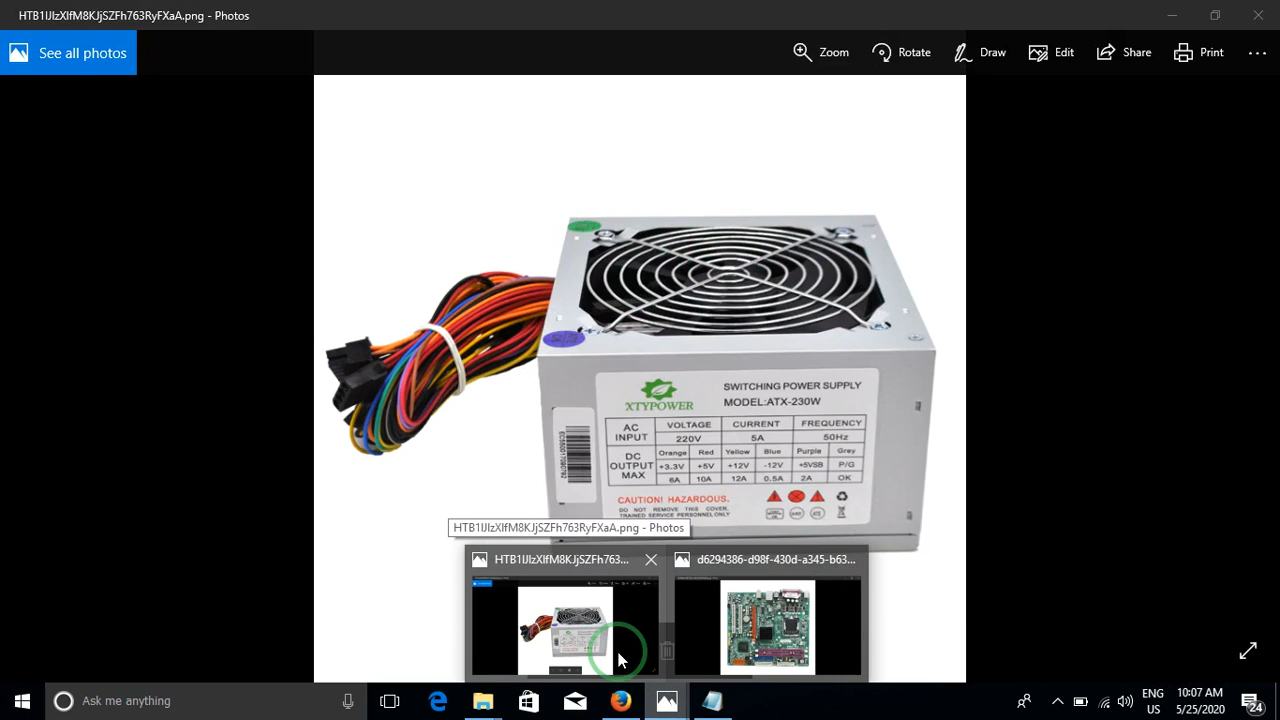 HTB1lJIzXIfM8KJjSZFh763RyFXaA.png - Photos
See all photos
Zoom
Rotate
Draw
Edit
Share
Print
XTYPOWER
SWITCHING POWER SUPPLY
MODEL:ATX-230W
AC INPUT
VOLTAGE CURRENT FREQUENCY
220V 5A 50Hz
DC OUTPUT MAX
Orange Red Yellow Blue Purple Grey
+3.3V +5V +12V -12V +5VSB P/G
6A 10A 12A 0.5A 2A OK
CAUTION! HAZARDOUS.
DO NOT REMOVE THIS COVER,
TRAINED SERVICE PERSONNEL ONLY
HTB1lJIzXIfM8KJjSZFh763RyFXaA.png - Photos
HTB1lJIzXIfM8KJjSZFh763...
d6294386-d98f-430d-a345-b63...
Ask me anything
ENG
US
10:07 AM
5/25/2020
24